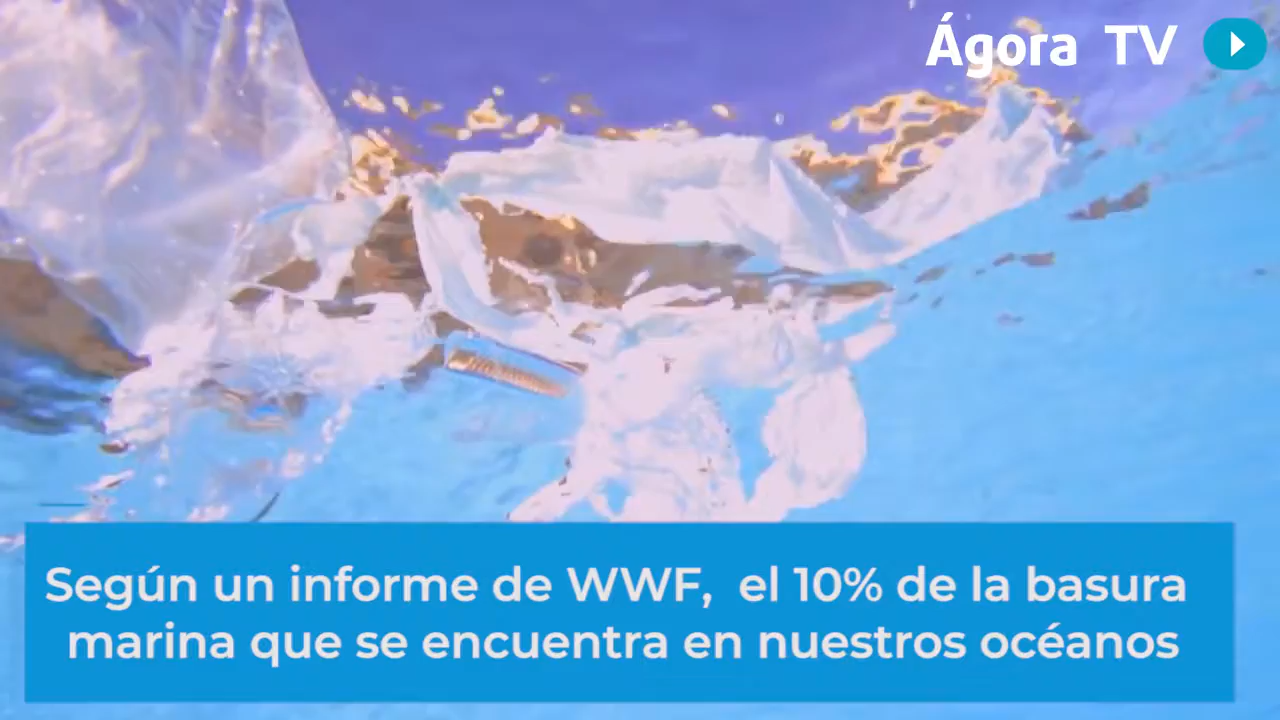 Ágora TV
Según un informe de WWF, el 10% de la basura
marina que se encuentra en nuestros océanos